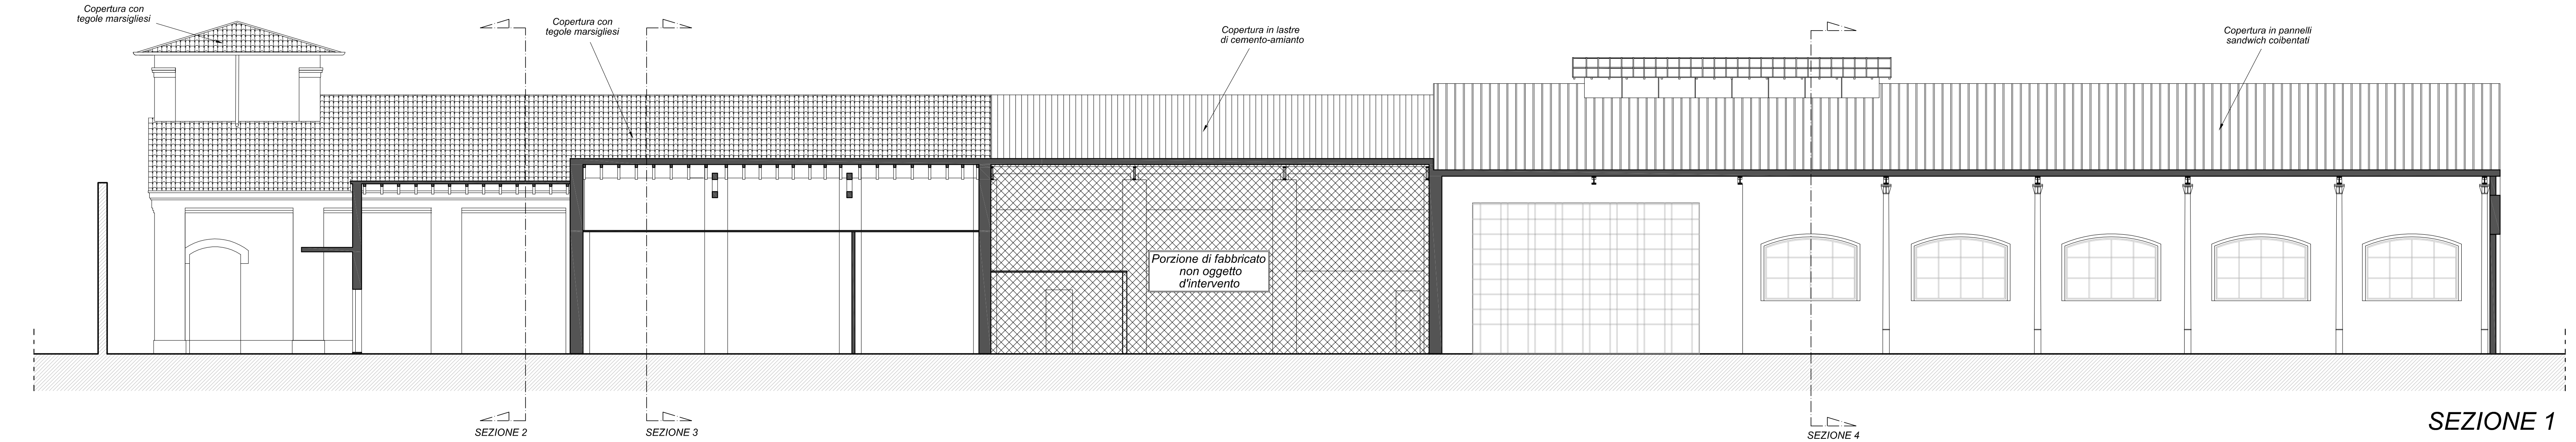 Copertura con
tegole marsigliesi
Copertura con
tegole marsigliesi
Copertura in lastre
di cemento-amianto
Copertura in pannelli
sandwich coibentati
Porzione di fabbricato
non oggetto
d'intervento
SEZIONE 2
SEZIONE 3
SEZIONE 4
SEZIONE 1